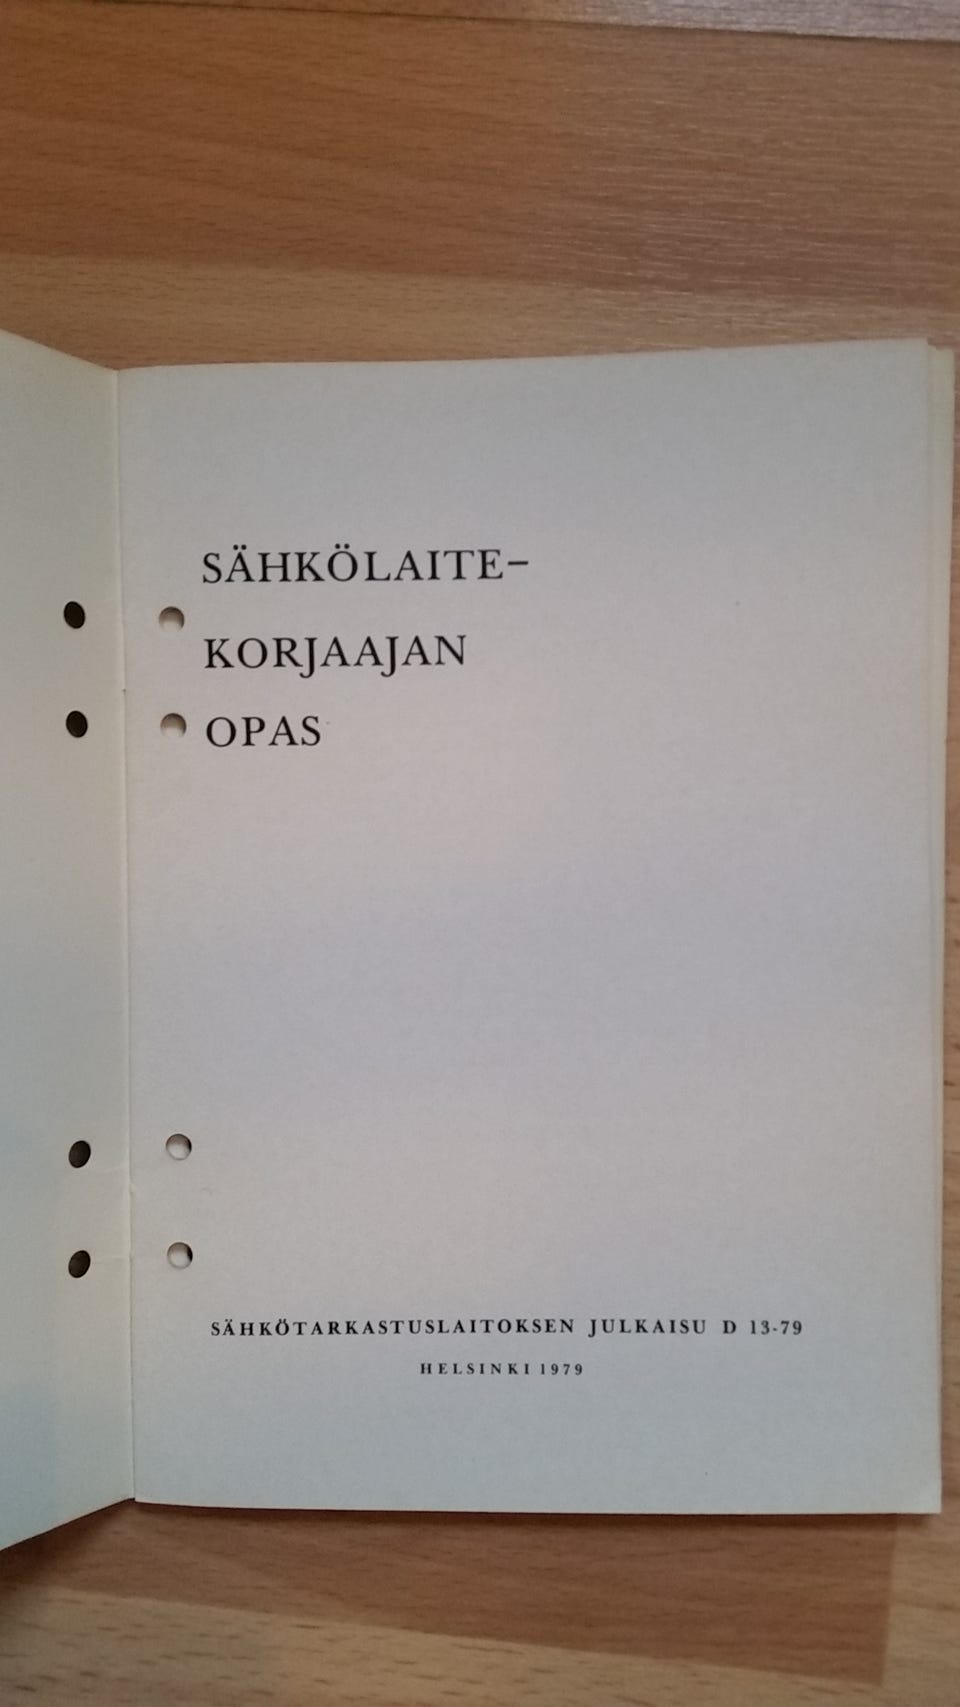 SÄHKÖLAITE-
KORJAAJAN
OPAS
SÄHKÖTARKASTUSLAITOKSEN JULKAISU D 13-79
HELSINKI 1979